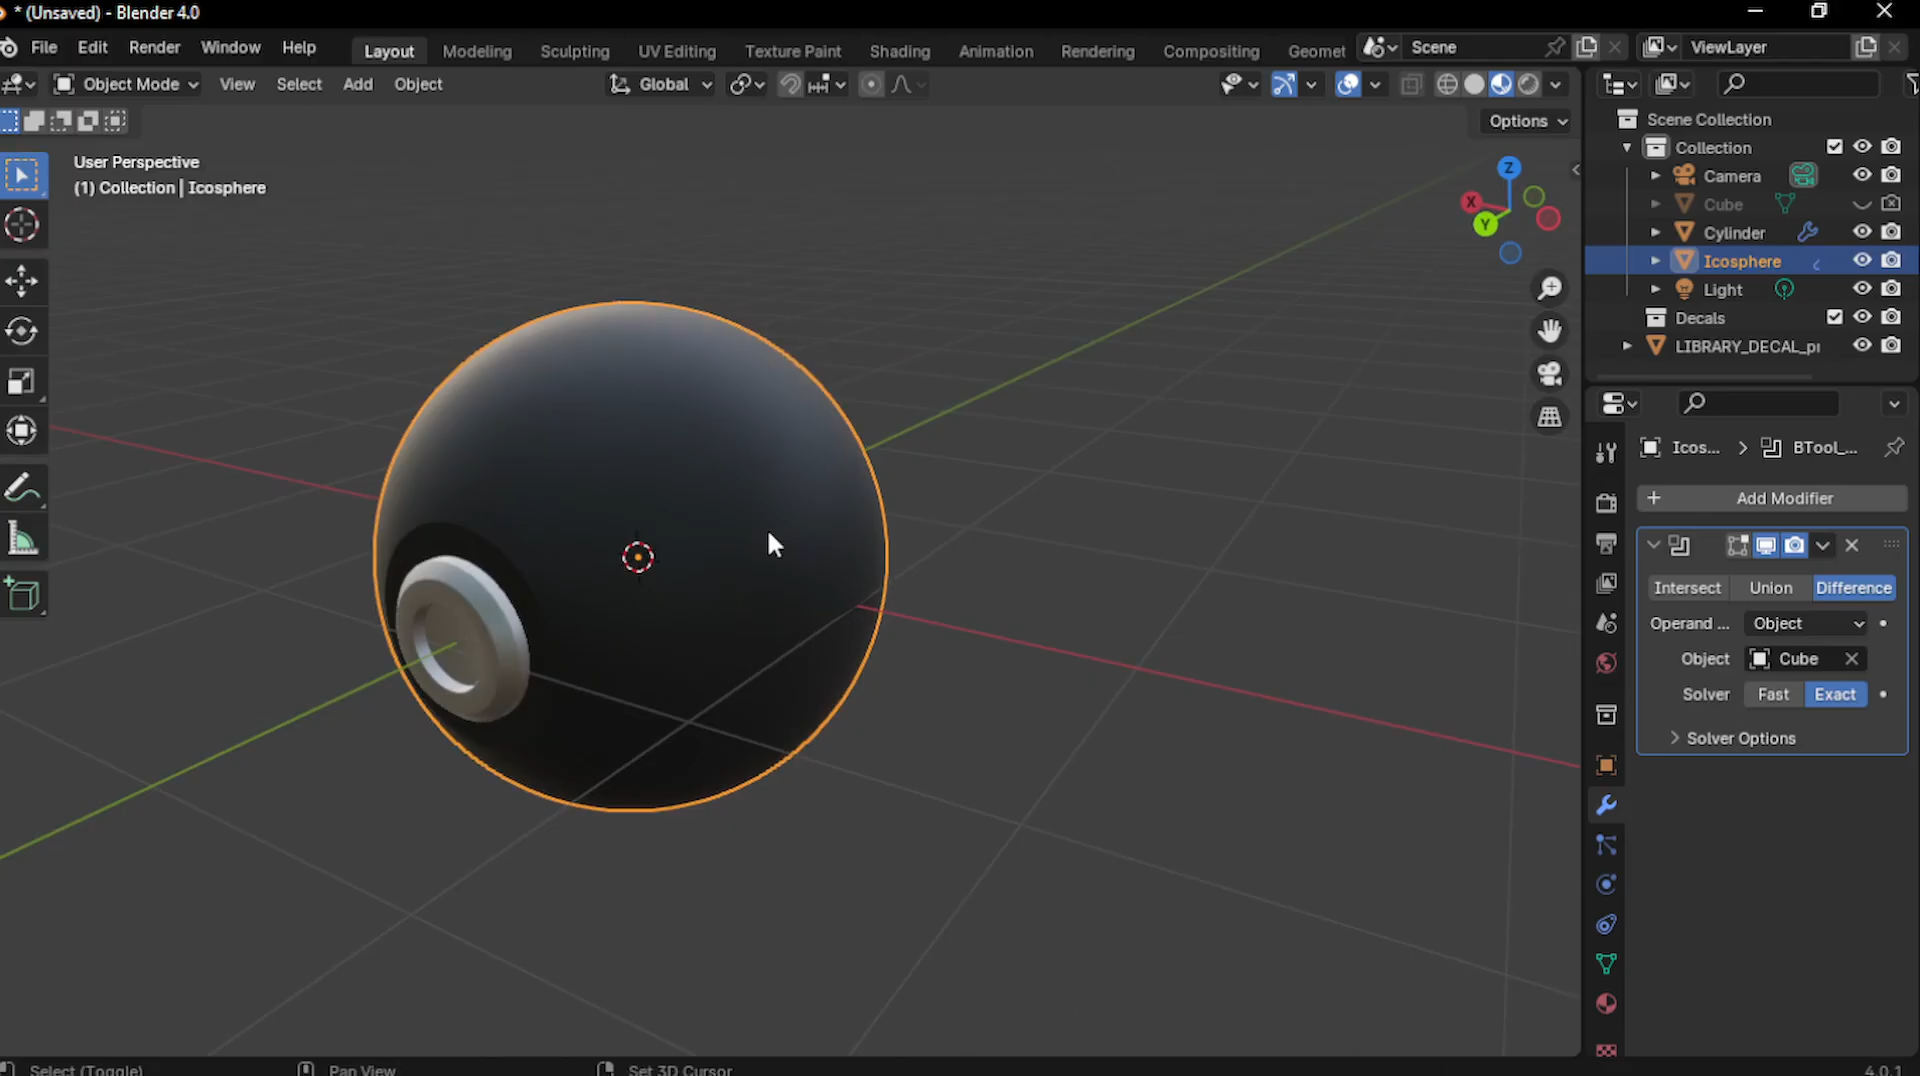 * (Unsaved) - Blender 4.0
File Edit Render Window Help Layout Modeling Sculpting UV Editing Texture Paint Shading Animation Rendering Compositing Geomet Scene ViewLayer
Object Mode View Select Add Object Global
Options
User Perspective
(1) Collection | Icosphere
Z
X
Y
Scene Collection
Collection
Camera
Cube
Cylinder
Icosphere
Light
Decals
LIBRARY_DECAL_pr
Icos... > BTool_...
+ Add Modifier
Intersect Union Difference
Operand ... Object
Object Cube
Solver Fast Exact
Solver Options
Select (Toggle) Pan View Set 3D Cursor 4.0.1